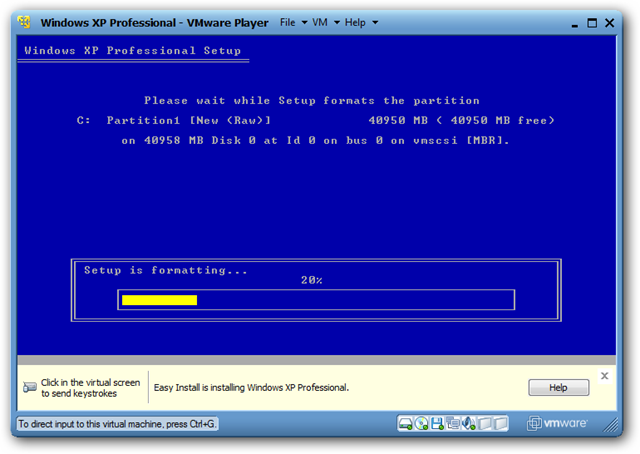 Windows XP Professional - VMware Player File VM Help
Windows XP Professional Setup
Please wait while Setup formats the partition
C: Partition1 [New (Raw)] 40950 MB ( 40950 MB free)
on 40958 MB Disk 0 at Id 0 on bus 0 on vmscsi [MBR].
Setup is formatting...
20%
Click in the virtual screen
to send keystrokes
Easy Install is installing Windows XP Professional.
Help
To direct input to this virtual machine, press Ctrl+G.
vmware